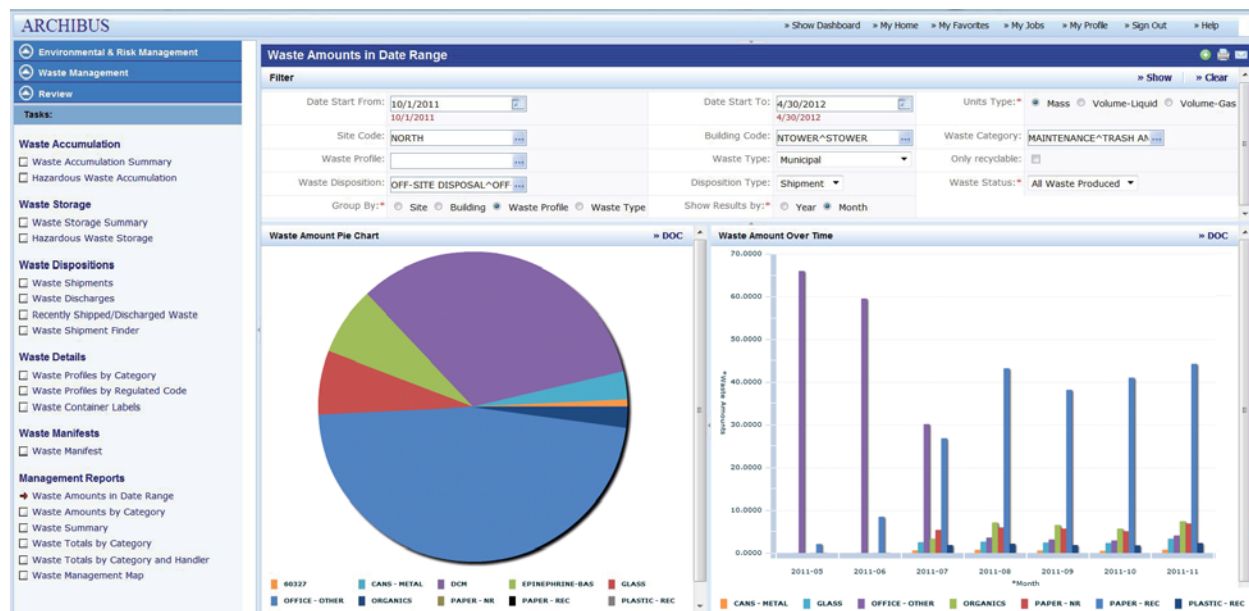 ARCHIBUS
» Show Dashboard » My Home » My Favorites » My Jobs » My Profile » Sign Out » Help
Environmental & Risk Management
Waste Management
Review
Tasks:
Waste Accumulation
Waste Accumulation Summary
Hazardous Waste Accumulation
Waste Storage
Waste Storage Summary
Hazardous Waste Storage
Waste Dispositions
Waste Shipments
Waste Discharges
Recently Shipped/Discharged Waste
Waste Shipment Finder
Waste Details
Waste Profiles by Category
Waste Profiles by Regulated Code
Waste Container Labels
Waste Manifests
Waste Manifest
Management Reports
Waste Amounts in Date Range
Waste Amounts by Category
Waste Summary
Waste Totals by Category
Waste Totals by Category and Handler
Waste Management Map
Waste Amounts in Date Range
Filter » Show » Clear
Date Start From: 10/1/2011 Date Start To: 4/30/2012 Units Type:* Mass Volume-Liquid Volume-Gas
10/1/2011 4/30/2012
Site Code: NORTH ... Building Code: NTOWER^STOWER ... Waste Category: MAINTENANCE^TRASH AN ...
Waste Profile: ... Waste Type: Municipal Only recyclable:
Waste Disposition: OFF-SITE DISPOSAL^OFF ... Disposition Type: Shipment Waste Status:* All Waste Produced
Group By:* Site Building Waste Profile Waste Type Show Results by:* Year Month
Waste Amount Pie Chart » DOC
60327 CANS - METAL DCM EPINEPHRINE-BAS GLASS
OFFICE - OTHER ORGANICS PAPER - NR PAPER - REC PLASTIC - REC
Waste Amount Over Time » DOC
70.0000
60.0000
50.0000
40.0000
30.0000
20.0000
10.0000
0.0000
*Waste Amounts
2011-05 2011-06 2011-07 2011-08 2011-09 2011-10 2011-11
*Month
CANS - METAL GLASS OFFICE - OTHER ORGANICS PAPER - NR PAPER - REC PLASTIC - REC